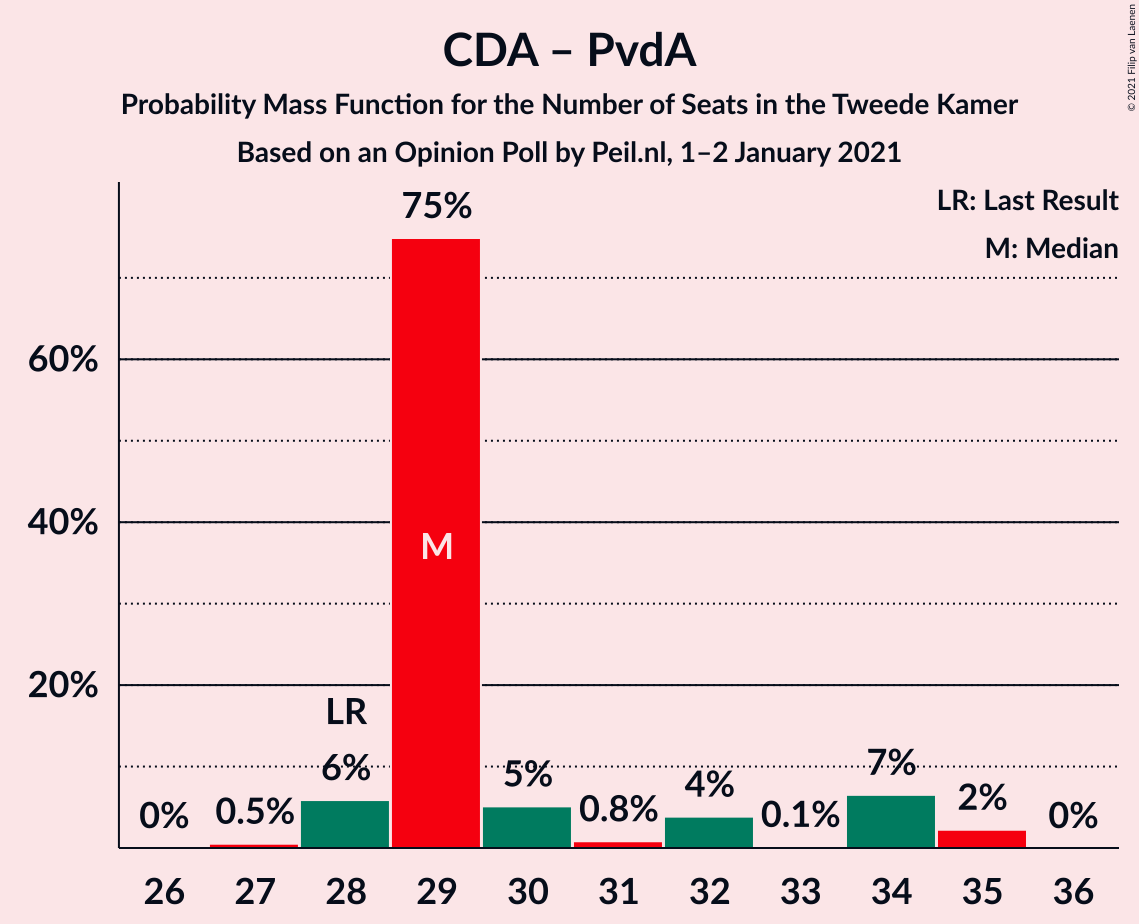 CDA – PvdA
Probability Mass Function for the Number of Seats in the Tweede Kamer
Based on an Opinion Poll by Peil.nl, 1–2 January 2021
© 2021 Filip van Laenen
LR: Last Result
M: Median
60%
40%
20%
0%
0.5%
LR
6%
75%
M
5%
0.8%
4%
0.1%
7%
2%
0%
26 27 28 29 30 31 32 33 34 35 36